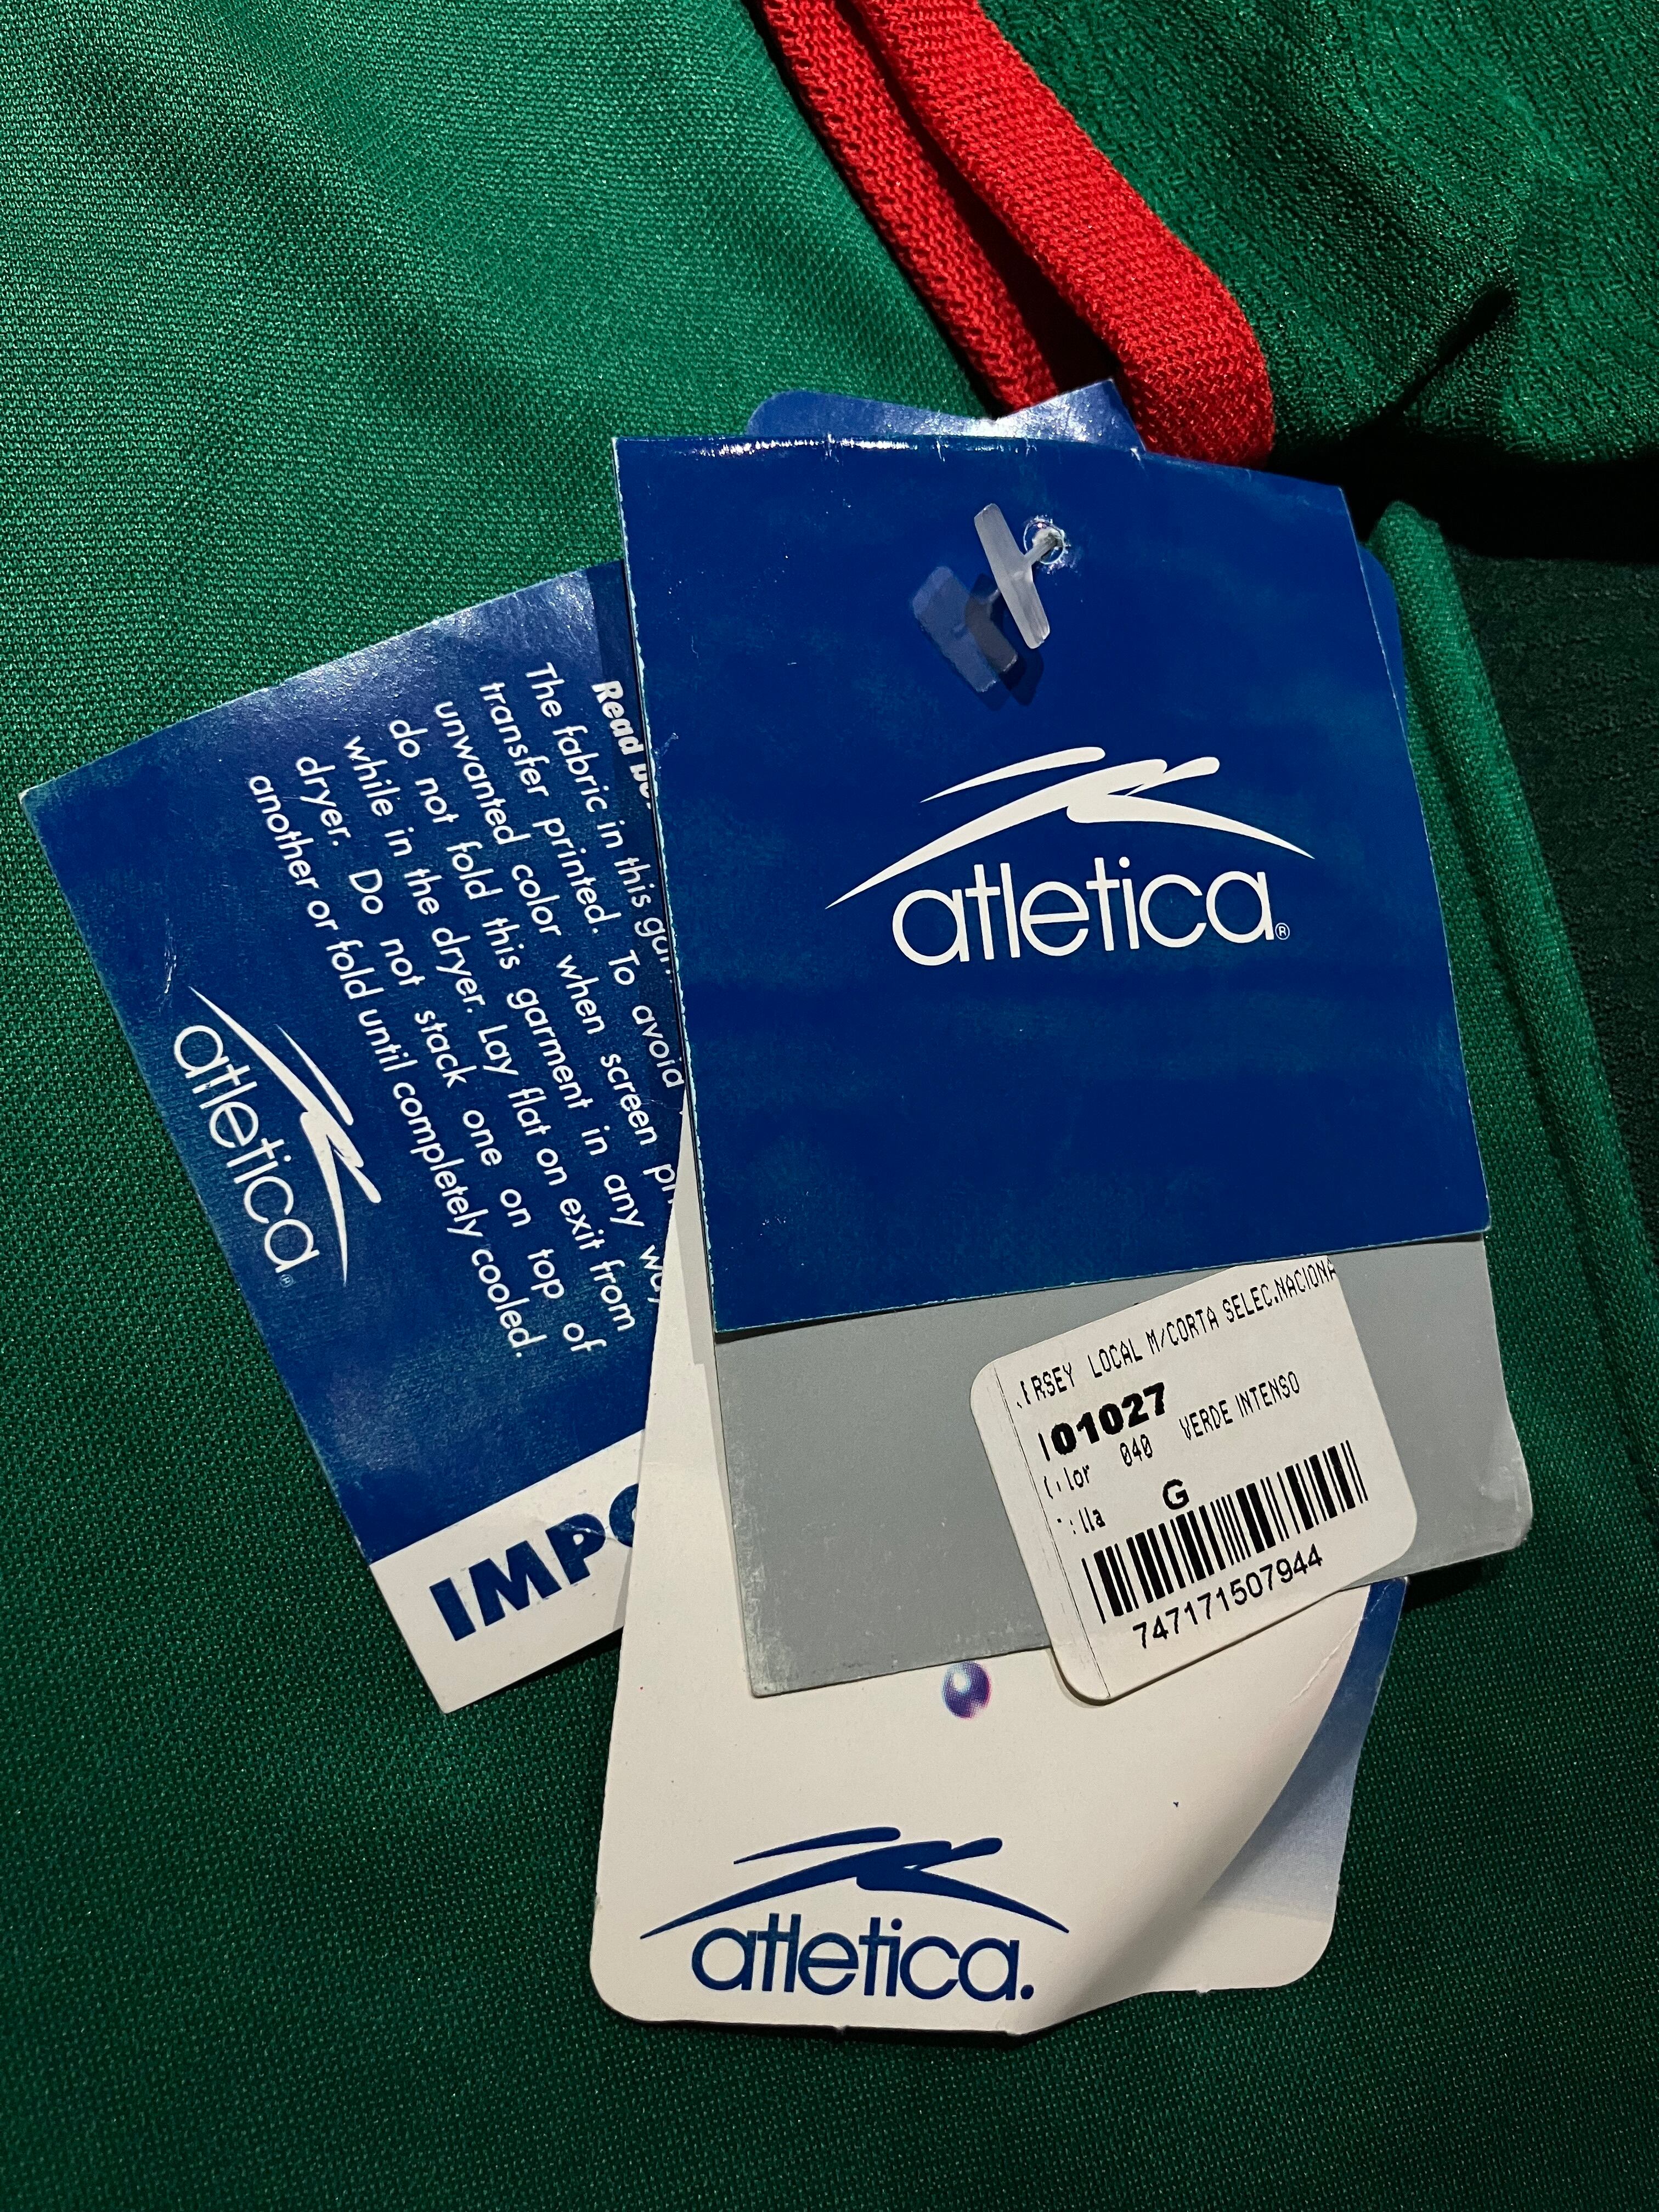 atletica®
Read
The fabric in this
transfer printed. To avoid
unwanted color when screen
do not fold this garment in any
while in the dryer. Lay flat on exit from
dryer. Do not stack one on top of
another or fold until completely cooled.
atletica®
LOCAL M/CORTA SELEC.NACIONA
01027
040 VERDE INTENSO
G
747171507944
atletica.